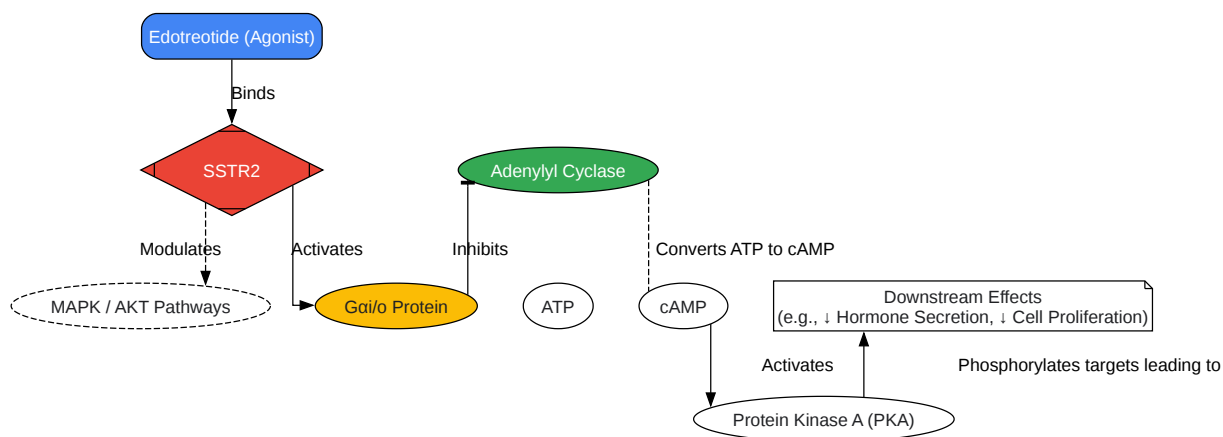 Edotreotide (Agonist)
Binds
SSTR2
Adenylyl Cyclase
Modulates
Activates
Inhibits
Converts ATP to cAMP
MAPK / AKT Pathways
Gαi/o Protein
ATP
cAMP
Downstream Effects
(e.g., ↓ Hormone Secretion, ↓ Cell Proliferation)
Activates
Phosphorylates targets leading to
Protein Kinase A (PKA)